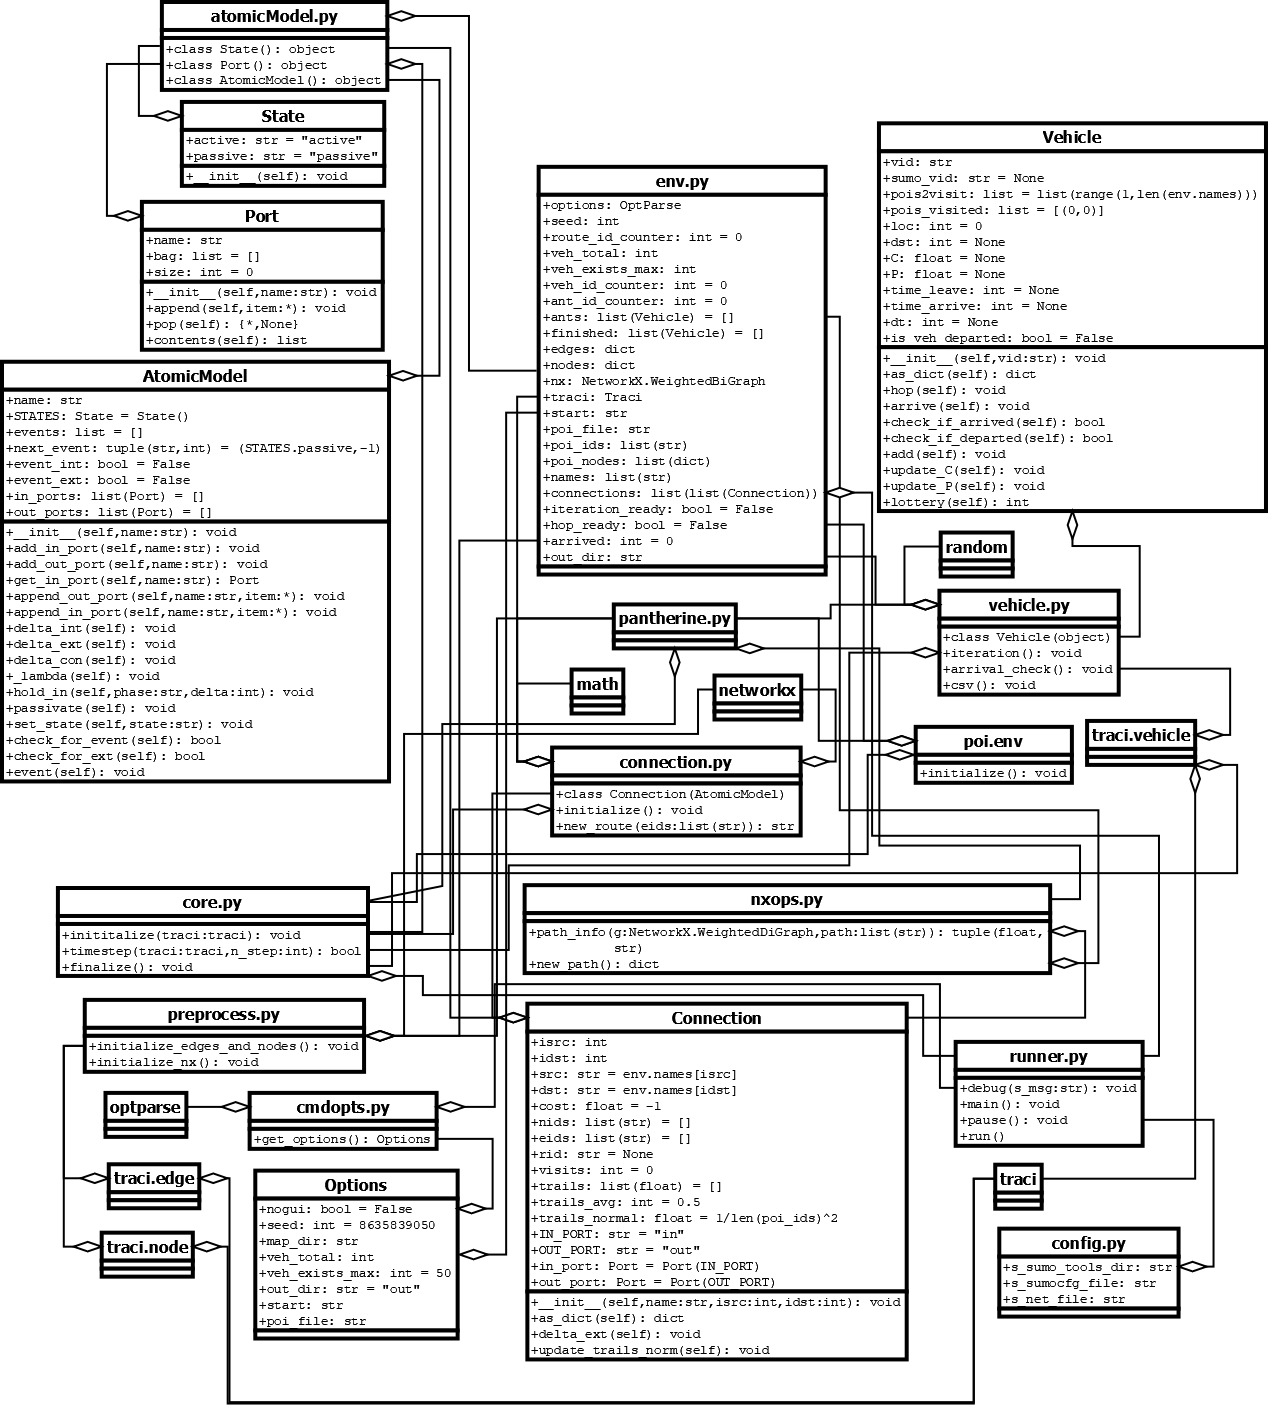 atomicModel.py
+class State(): object
+class Port(): object
+class AtomicModel(): object
State
+active: str = "active"
+passive: str = "passive"
+__init__(self): void
Port
+name: str
+bag: list = []
+size: int = 0
+__init__(self,name:str): void
+append(self,item:*): void
+pop(self): {*,None}
+contents(self): list
AtomicModel
+name: str
+STATES: State = State()
+events: list = []
+next_event: tuple(str,int) = (STATES.passive,-1)
+event_int: bool = False
+event_ext: bool = False
+in_ports: list(Port) = []
+out_ports: list(Port) = []
+__init__(self,name:str): void
+add_in_port(self,name:str): void
+add_out_port(self,name:str): void
+get_in_port(self,name:str): Port
+append_out_port(self,name:str,item:*): void
+append_in_port(self,name:str,item:*): void
+delta_int(self): void
+delta_ext(self): void
+delta_con(self): void
+_lambda(self): void
+hold_in(self,phase:str,delta:int): void
+passivate(self): void
+set_state(self,state:str): void
+check_for_event(self): bool
+check_for_ext(self): bool
+event(self): void
env.py
+options: OptParse
+seed: int
+route_id_counter: int = 0
+veh_total: int
+veh_exists_max: int
+veh_id_counter: int = 0
+ant_id_counter: int = 0
+ants: list(Vehicle) = []
+finished: list(Vehicle) = []
+edges: dict
+nodes: dict
+nx: NetworkX.WeightedBiGraph
+traci: Traci
+start: str
+poi_file: str
+poi_ids: list(str)
+poi_nodes: list(dict)
+names: list(str)
+connections: list(list(Connection))
+iteration_ready: bool = False
+hop_ready: bool = False
+arrived: int = 0
+out_dir: str
Vehicle
+vid: str
+sumo_vid: str = None
+pois2visit: list = list(range(1,len(env.names)))
+pois_visited: list = [(0,0)]
+loc: int = 0
+dst: int = None
+C: float = None
+P: float = None
+time_leave: int = None
+time_arrive: int = None
+dt: int = None
+is_veh_departed: bool = False
+__init__(self,vid:str): void
+as_dict(self): dict
+hop(self): void
+arrive(self): void
+check_if_arrived(self): bool
+check_if_departed(self): bool
+add(self): void
+update_C(self): void
+update_P(self): void
+lottery(self): int
random
vehicle.py
+class Vehicle(object)
+iteration(): void
+arrival_check(): void
+csv(): void
pantherine.py
math
networkx
poi.env
+initialize(): void
traci.vehicle
connection.py
+class Connection(AtomicModel)
+initialize(): void
+new_route(eids:list(str)): str
core.py
+inititalize(traci:traci): void
+timestep(traci:traci,n_step:int): bool
+finalize(): void
nxops.py
+path_info(g:NetworkX.WeightedDiGraph,path:list(str)): tuple(float,
str)
+new_path(): dict
preprocess.py
+initialize_edges_and_nodes(): void
+initialize_nx(): void
optparse
cmdopts.py
+get_options(): Options
traci.edge
traci.node
Options
+nogui: bool = False
+seed: int = 8635839050
+map_dir: str
+veh_total: int
+veh_exists_max: int = 50
+out_dir: str = "out"
+start: str
+poi_file: str
Connection
+isrc: int
+idst: int
+src: str = env.names[isrc]
+dst: str = env.names[idst]
+cost: float = -1
+nids: list(str) = []
+eids: list(str) = []
+rid: str = None
+visits: int = 0
+trails: list(float) = []
+trails_avg: int = 0.5
+trails_normal: float = 1/len(poi_ids)^2
+IN_PORT: str = "in"
+OUT_PORT: str = "out"
+in_port: Port = Port(IN_PORT)
+out_port: Port = Port(OUT_PORT)
+__init__(self,name:str,isrc:int,idst:int): void
+as_dict(self): dict
+delta_ext(self): void
+update_trails_norm(self): void
runner.py
+debug(s_msg:str): void
+main(): void
+pause(): void
+run()
traci
config.py
+s_sumo_tools_dir: str
+s_sumocfg_file: str
+s_net_file: str